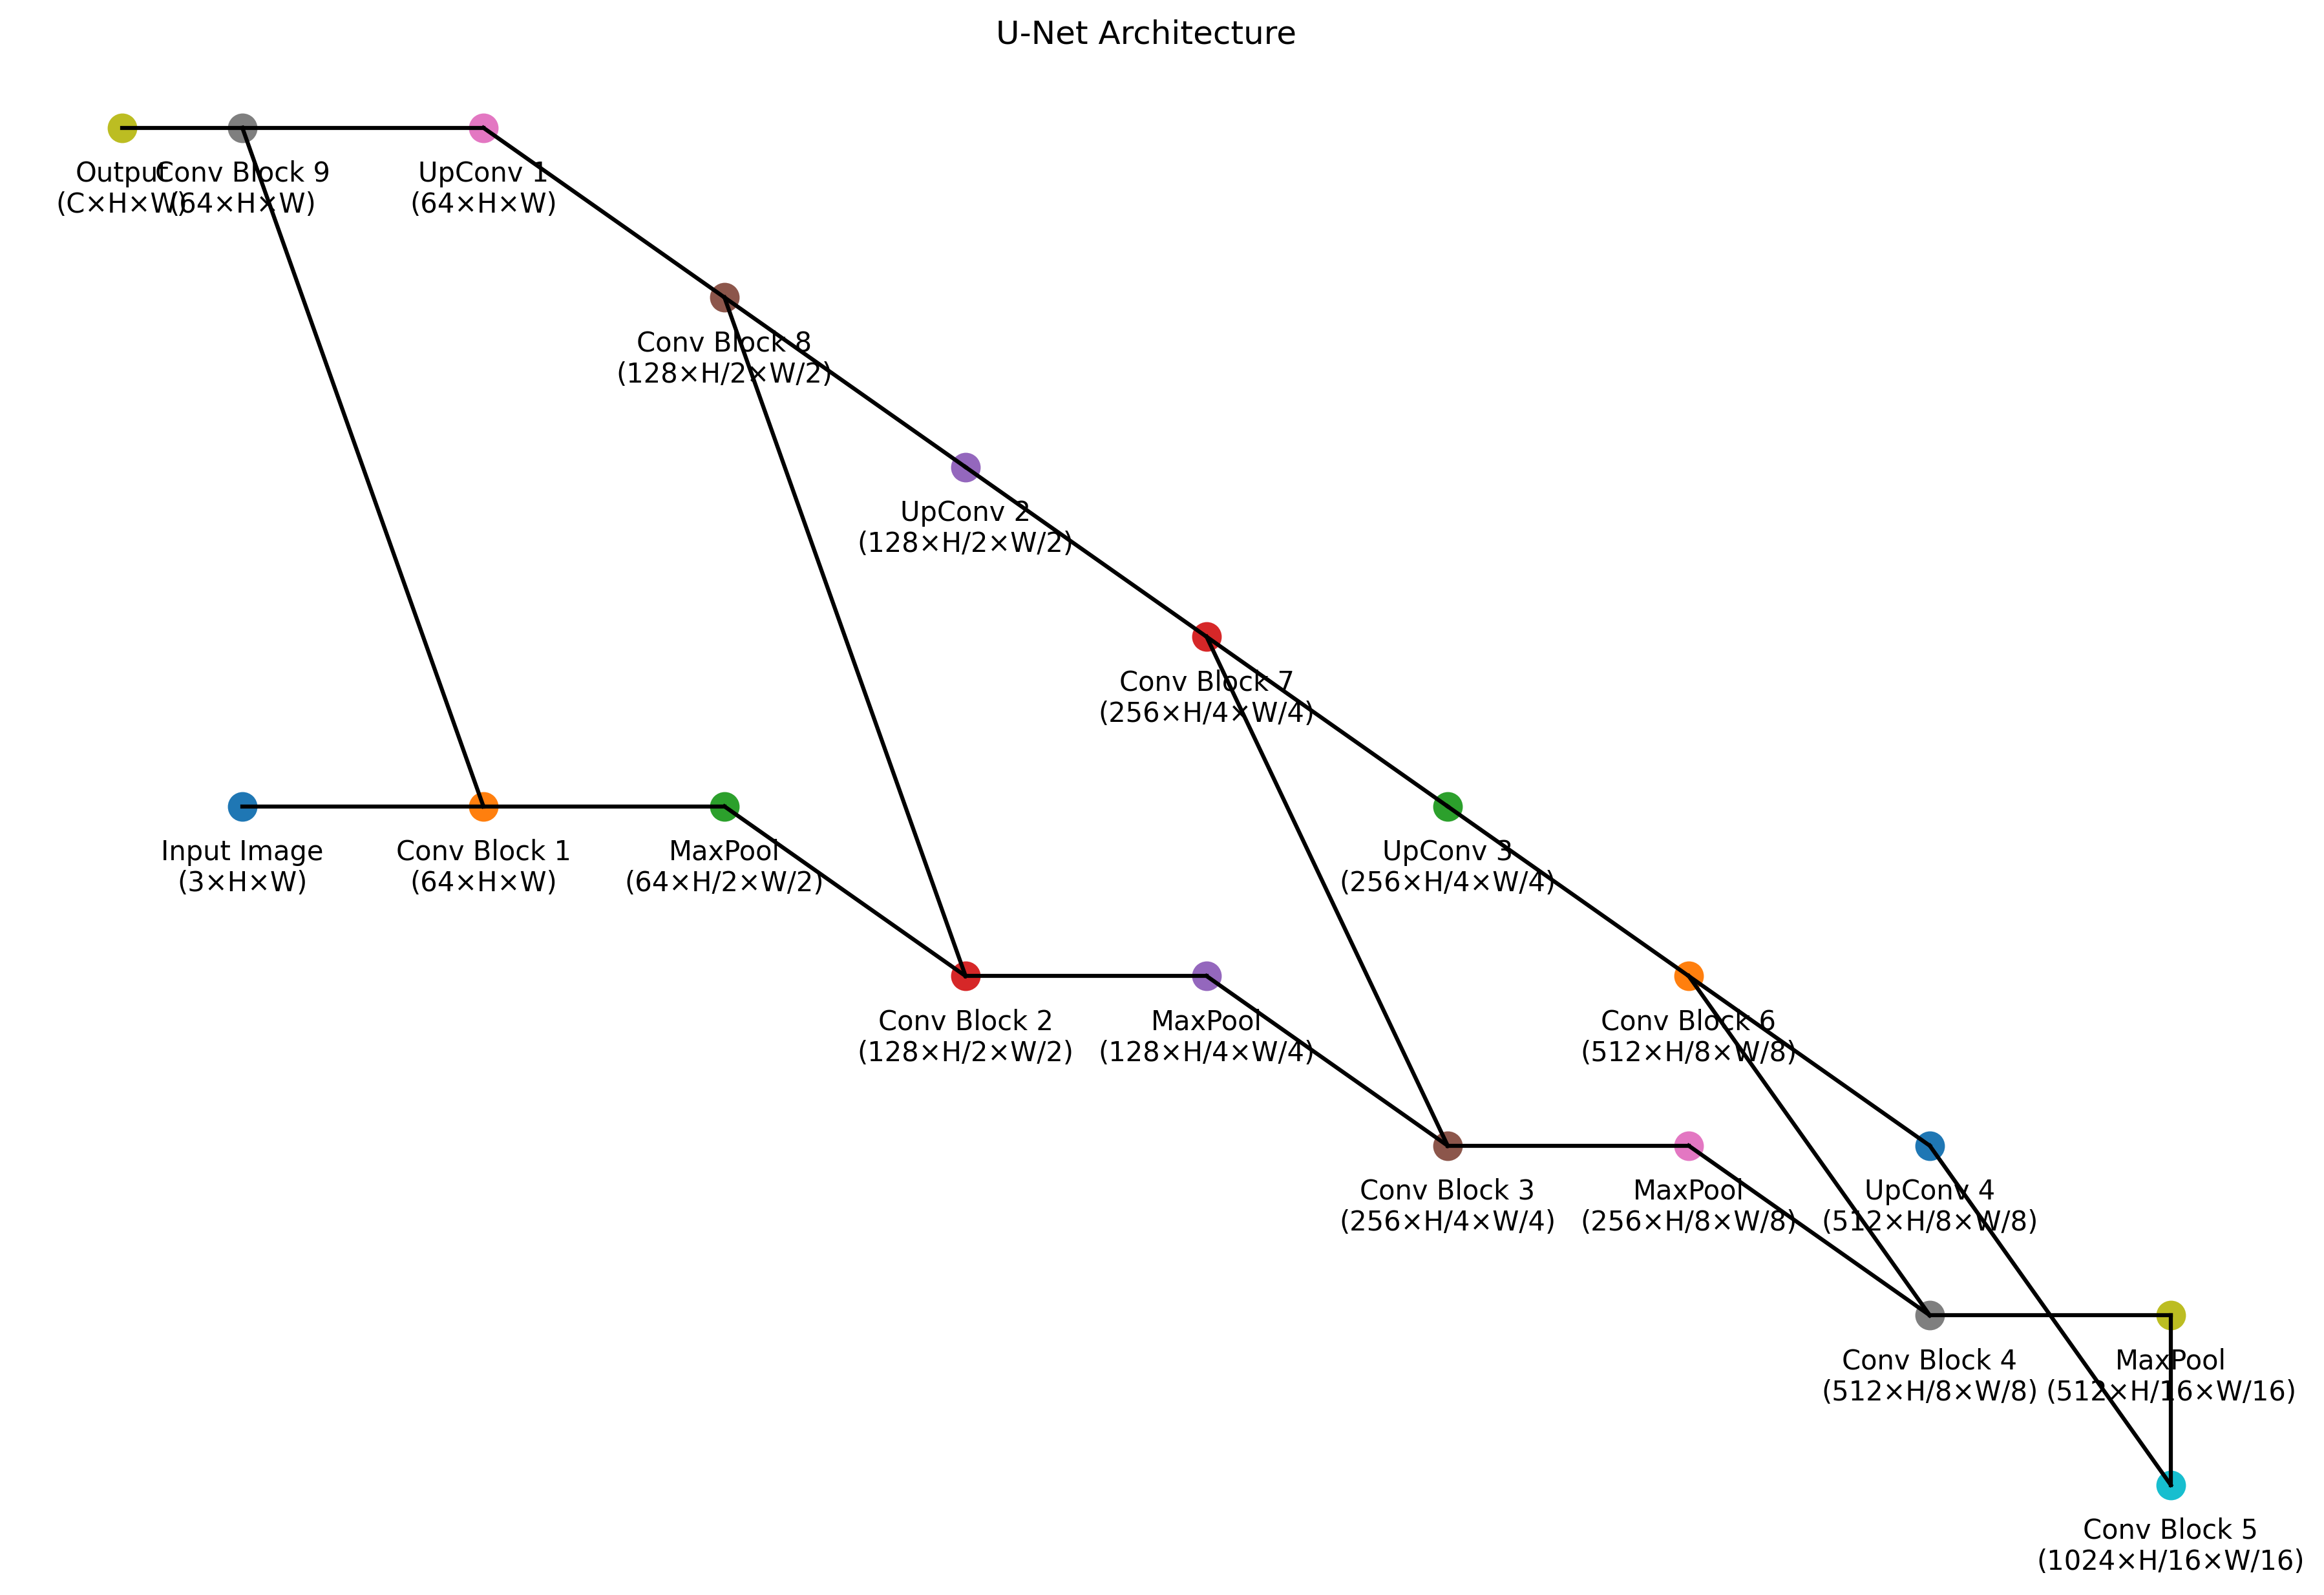 U-Net Architecture
Output
(C×H×W)
Conv Block 9
(64×H×W)
UpConv 1
(64×H×W)
Conv Block 8
(128×H/2×W/2)
UpConv 2
(128×H/2×W/2)
Conv Block 7
(256×H/4×W/4)
Input Image
(3×H×W)
Conv Block 1
(64×H×W)
MaxPool
(64×H/2×W/2)
UpConv 3
(256×H/4×W/4)
Conv Block 2
(128×H/2×W/2)
MaxPool
(128×H/4×W/4)
Conv Block 6
(512×H/8×W/8)
Conv Block 3
(256×H/4×W/4)
MaxPool
(256×H/8×W/8)
UpConv 4
(512×H/8×W/8)
Conv Block 4
(512×H/8×W/8)
MaxPool
(512×H/16×W/16)
Conv Block 5
(1024×H/16×W/16)